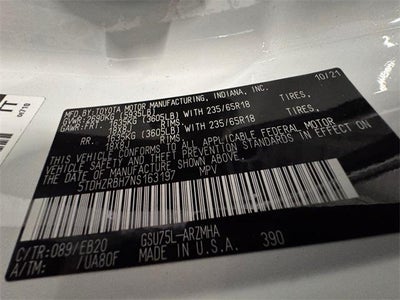 MFD. BY: TOYOTA MOTOR MANUFACTURING, INDIANA, INC. 10/21
GVWR: 2690KG (5935LB)
GAWR: FRT. 1635KG (3605LB) WITH 235/65R18 TIRES,
18X8J RIMS,
RR. 1635KG (3605LB) WITH 235/65R18 TIRES,
18X8J RIMS,
THIS VEHICLE CONFORMS TO ALL APPLICABLE FEDERAL MOTOR
VEHICLE SAFETY AND THEFT PREVENTION STANDARDS IN EFFECT
ON THE DATE OF MANUFACTURE SHOWN ABOVE.
5TDHZRBH7NS163197 MPV
C/TR: 089/EB20 GSU75L-ARZMHA
A/TM: /UA80F MADE IN U.S.A. 390